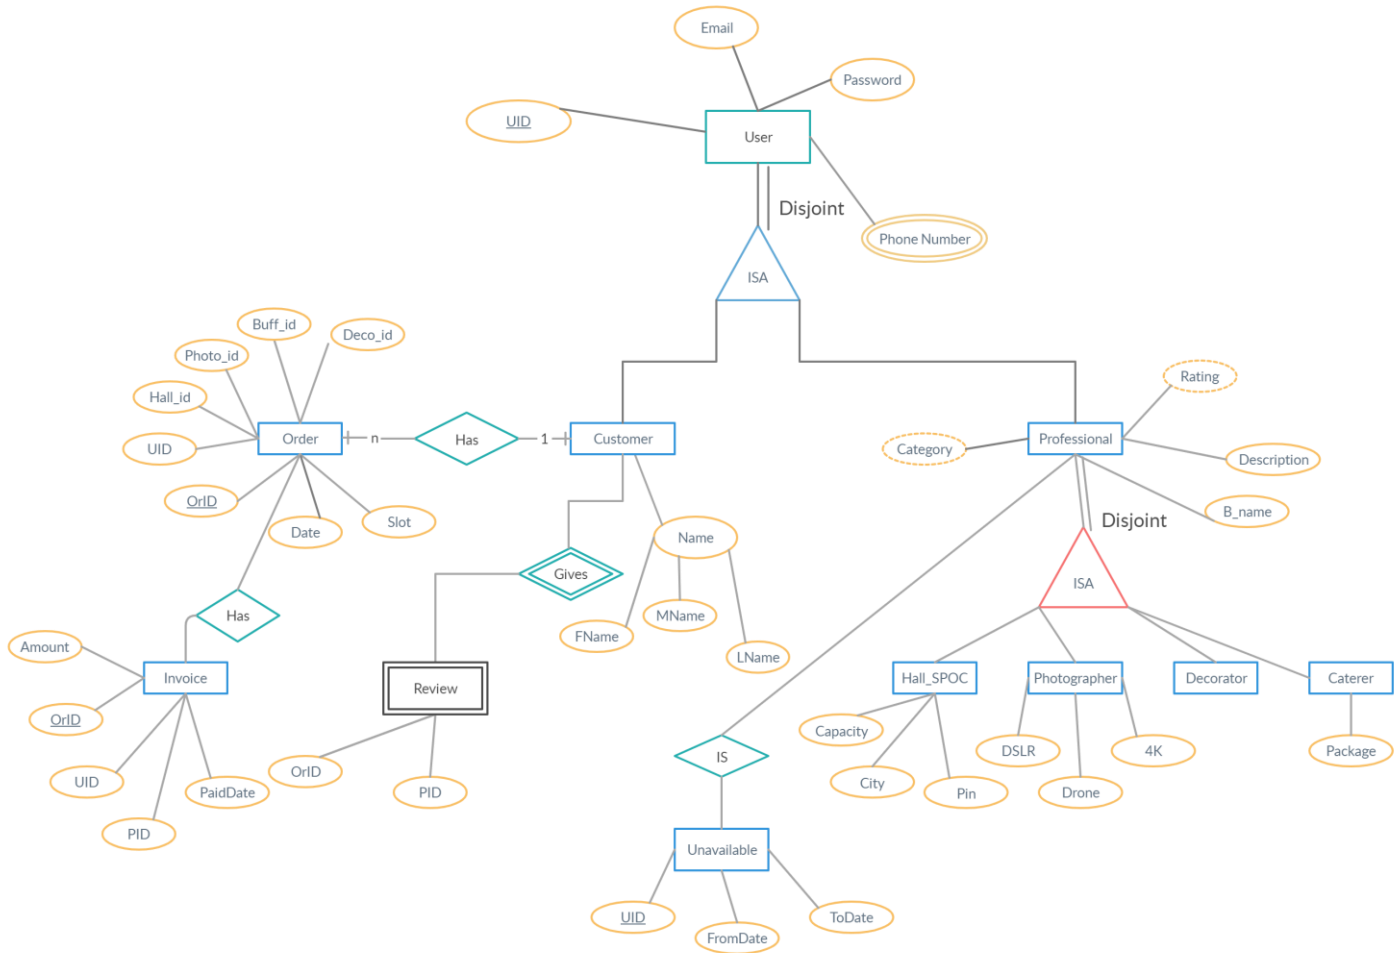 Email
Password
UID
User
Disjoint
Phone Number
ISA
Buff_id
Deco_id
Photo_id
Hall_id
Rating
Order
n
Has
1
Customer
Professional
UID
Category
Description
OrID
Date
Slot
B_name
Disjoint
Name
Gives
ISA
Has
MName
FName
LName
Amount
Invoice
Review
Hall_SPOC
Photographer
Decorator
Caterer
OrID
Capacity
DSLR
4K
Package
IS
OrID
UID
PaidDate
PID
City
Pin
Drone
PID
Unavailable
UID
ToDate
FromDate